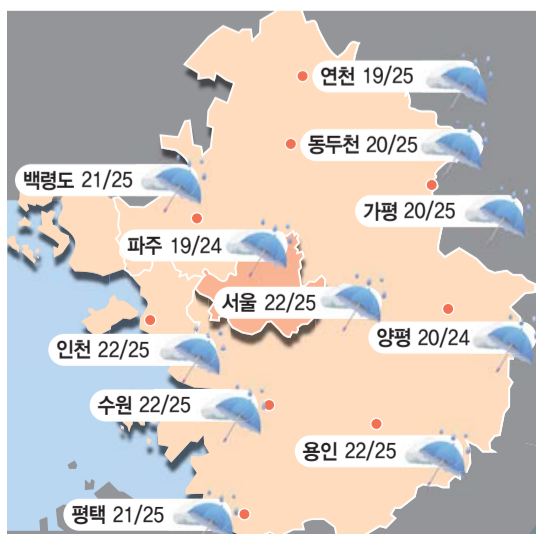 연천 19/25
동두천 20/25
백령도 21/25
가평 20/25
파주 19/24
서울 22/25
양평 20/24
인천 22/25
수원 22/25
용인 22/25
평택 21/25